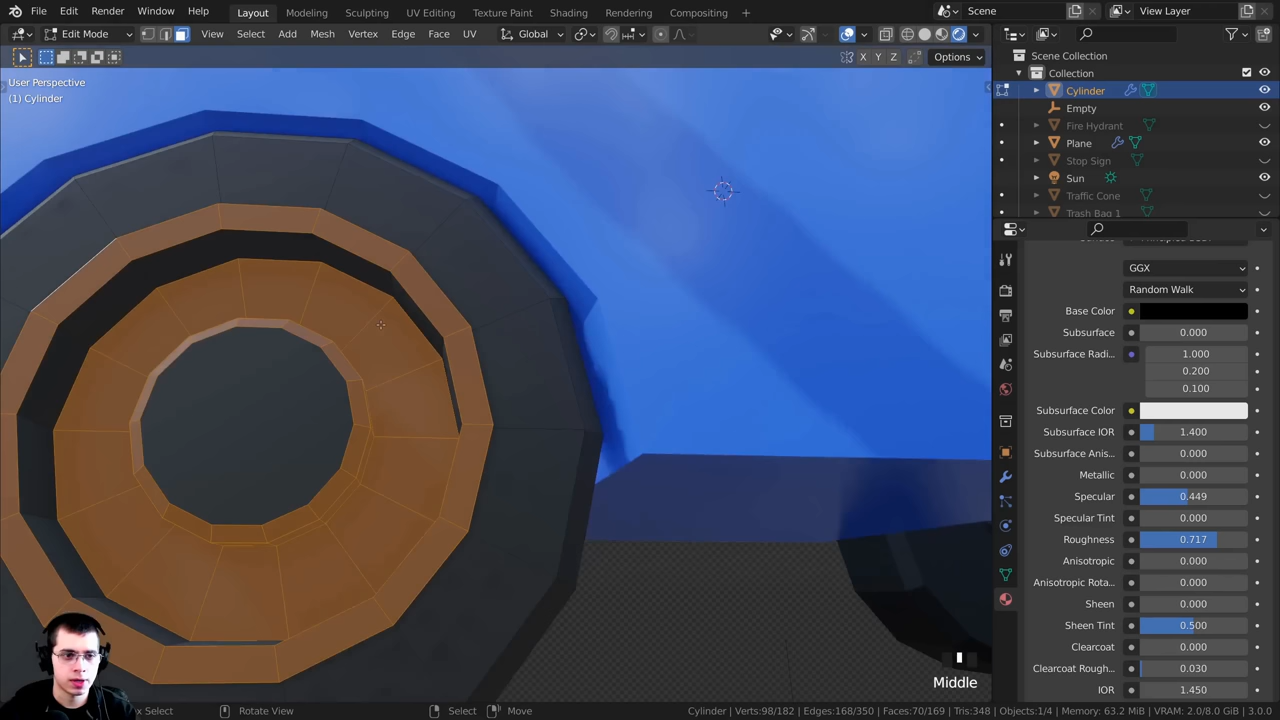 File Edit Render Window Help Layout Modeling Sculpting UV Editing Texture Paint Shading Rendering Compositing Scene View Layer
Edit Mode View Select Add Mesh Vertex Edge Face UV Global
X Y Z Options
User Perspective
(1) Cylinder
Scene Collection
Collection
Cylinder
Empty
Fire Hydrant
Plane
Stop Sign
Sun
Traffic Cone
Trash Bag 1
GGX
Random Walk
Base Color
Subsurface 0.000
Subsurface Radi... 1.000
0.200
0.100
Subsurface Color
Subsurface IOR 1.400
Subsurface Anis... 0.000
Metallic 0.000
Specular 0.449
Specular Tint 0.000
Roughness 0.717
Anisotropic 0.000
Anisotropic Rota... 0.000
Sheen 0.000
Sheen Tint 0.500
Clearcoat 0.000
Clearcoat Rough... 0.030
IOR 1.450
Middle
Select Rotate View Select Move Cylinder | Verts:98/182 | Edges:168/350 | Faces:70/169 | Tris:348 | Objects:1/4 | Memory: 63.2 MiB | VRAM: 2.0/8.0 GiB | 3.0.0